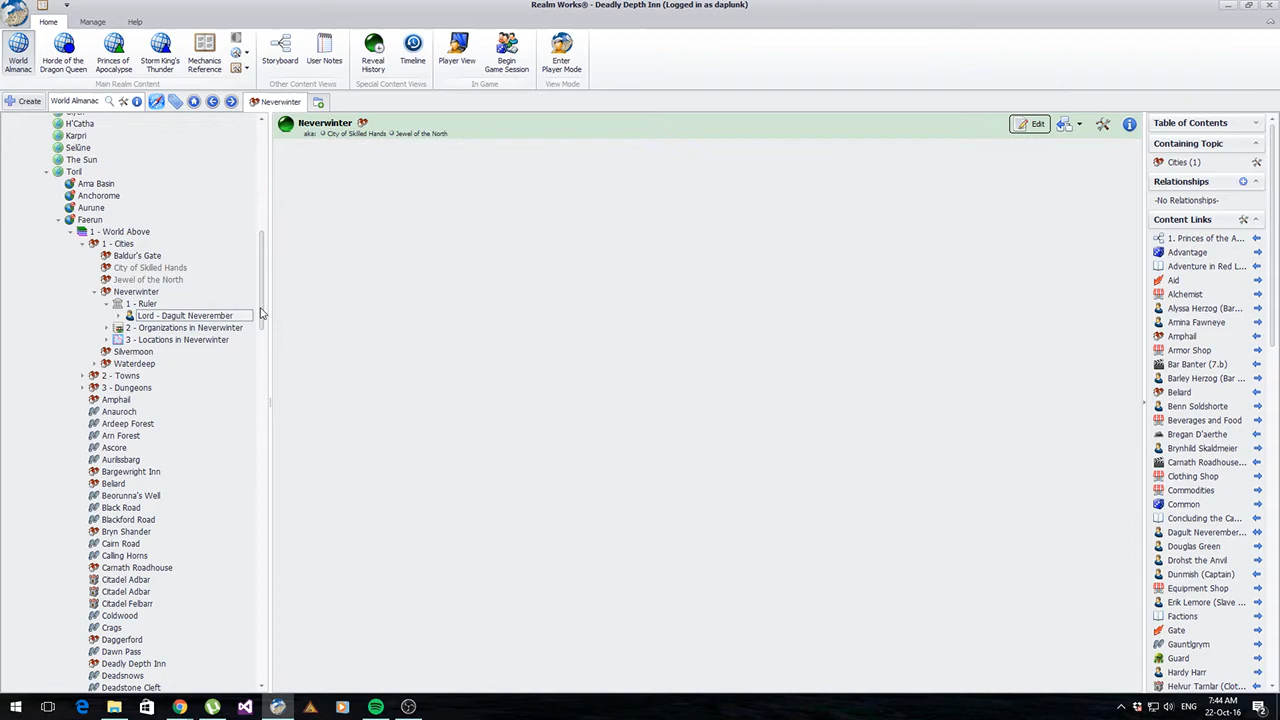 Realm Works® - Deadly Depth Inn (Logged in as daplunk)
Home
Manage
Help
World Almanac
Horde of the Dragon Queen
Princes of Apocalypse
Storm King's Thunder
Mechanics Reference
Storyboard
User Notes
Reveal History
Timeline
Player View
Begin Game Session
Enter Player Mode
Main Realm Content
Other Content Views
Special Content Views
In Game
View Mode
Create
World Almanac
Neverwinter
H'Catha
Karpri
Selûne
The Sun
Toril
Ama Basin
Anchorome
Aurune
Faerun
1 - World Above
1 - Cities
Baldur's Gate
City of Skilled Hands
Jewel of the North
Neverwinter
1 - Ruler
Lord - Dagult Neverember
2 - Organizations in Neverwinter
3 - Locations in Neverwinter
Silvermoon
Waterdeep
2 - Towns
3 - Dungeons
Amphail
Anauroch
Ardeep Forest
Arn Forest
Ascore
Aurilssbarg
Bargewright Inn
Beliard
Beorunna's Well
Black Road
Blackford Road
Bryn Shander
Cairn Road
Calling Horns
Carnath Roadhouse
Citadel Adbar
Citadel Adbar
Citadel Felbarr
Coldwood
Crags
Daggerford
Dawn Pass
Deadly Depth Inn
Deadsnows
Deadstone Cleft
Neverwinter
aka: City of Skilled Hands Jewel of the North
Edit
Table of Contents
Containing Topic
Cities (1)
Relationships
-No Relationships-
Content Links
1. Princes of the A...
Advantage
Adventure in Red L...
Aid
Alchemist
Alyssa Herzog (Bar...
Amina Fawneye
Amphail
Armor Shop
Bar Banter (7.b)
Barley Herzog (Bar ...
Beliard
Benn Soldshorte
Beverages and Food
Bregan D'aerthe
Brynhild Skaldmeier
Carnath Roadhouse...
Clothing Shop
Commodities
Common
Concluding the Ca...
Dagult Neverember...
Douglas Green
Drohst the Anvil
Dunmish (Captain)
Equipment Shop
Erik Lemore (Slave ...
Factions
Gate
Gauntlgrym
Guard
Hardy Harr
Helvur Tarnlar (Clot...
7:44 AM
22-Oct-16